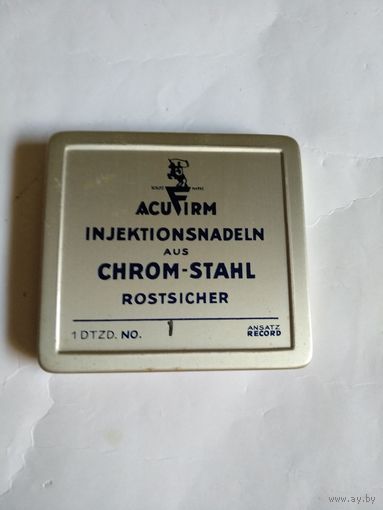 ACUFIRM
INJEKTIONSNADELN
AUS
CHROM-STAHL
ROSTSICHER
1 DTZD. NO. 1
ANSATZ
RECORD
www.ay.by